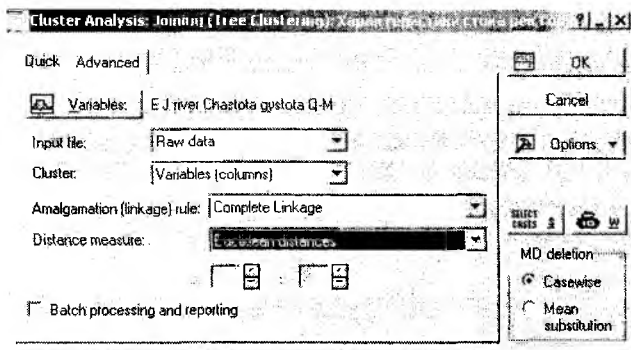 Cluster Analysis: Joining (Tree Clustering):
? _ X
Quick Advanced
OK
Variables: E J river Chastota gystota Q-M
Cancel
Input file: Raw data
Options
Cluster: Variables (columns)
Amalgamation (linkage) rule: Complete Linkage
SELECT CASES S W
Distance measure: Euclidean distances
MD deletion
Casewise
Batch processing and reporting
Mean substitution